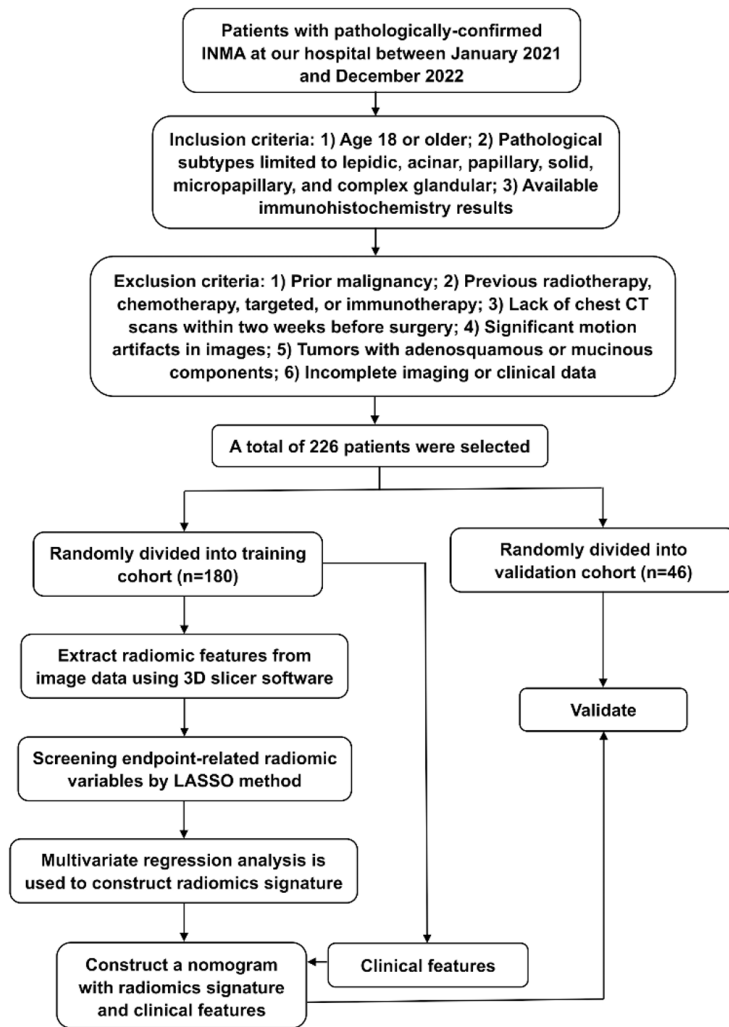 Patients with pathologically-confirmed
INMA at our hospital between January 2021
and December 2022
Inclusion criteria: 1) Age 18 or older; 2) Pathological
subtypes limited to lepidic, acinar, papillary, solid,
micropapillary, and complex glandular; 3) Available
immunohistochemistry results
Exclusion criteria: 1) Prior malignancy; 2) Previous radiotherapy,
chemotherapy, targeted, or immunotherapy; 3) Lack of chest CT
scans within two weeks before surgery; 4) Significant motion
artifacts in images; 5) Tumors with adenosquamous or mucinous
components; 6) Incomplete imaging or clinical data
A total of 226 patients were selected
Randomly divided into training
cohort (n=180)
Randomly divided into
validation cohort (n=46)
Extract radiomic features from
image data using 3D slicer software
Validate
Screening endpoint-related radiomic
variables by LASSO method
Multivariate regression analysis is
used to construct radiomics signature
Construct a nomogram
with radiomics signature
and clinical features
Clinical features